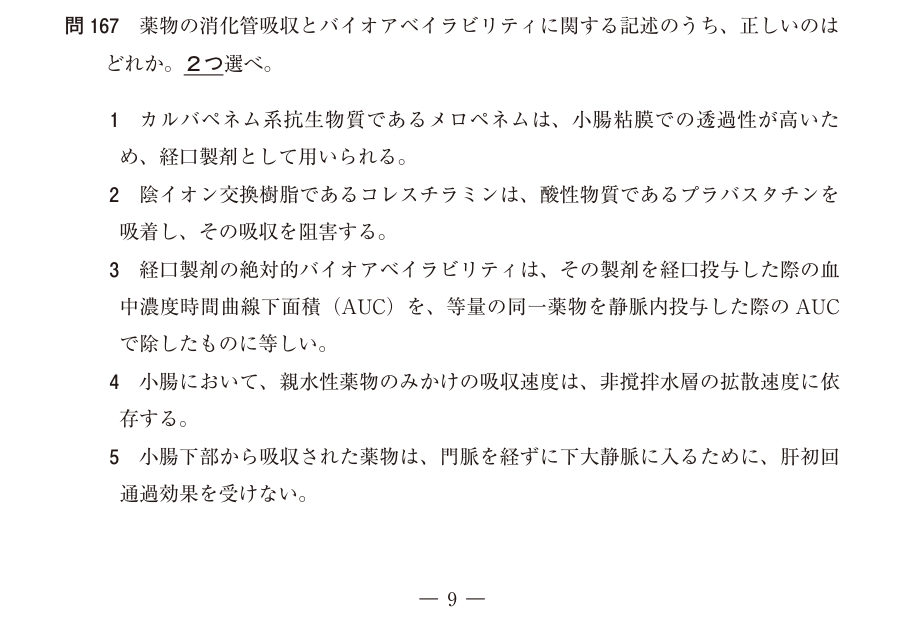 問 167　薬物の消化管吸収とバイオアベイラビリティに関する記述のうち、正しいのは
どれか。２つ選べ。
1　カルバペネム系抗生物質であるメロペネムは、小腸粘膜での透過性が高いた
め、経口製剤として用いられる。
2　陰イオン交換樹脂であるコレスチラミンは、酸性物質であるプラバスタチンを
吸着し、その吸収を阻害する。
3　経口製剤の絶対的バイオアベイラビリティは、その製剤を経口投与した際の血
中濃度時間曲線下面積（AUC）を、等量の同一薬物を静脈内投与した際の AUC
で除したものに等しい。
4　小腸において、親水性薬物のみかけの吸収速度は、非撹拌水層の拡散速度に依
存する。
5　小腸下部から吸収された薬物は、門脈を経ずに下大静脈に入るために、肝初回
通過効果を受けない。
― 9 ―